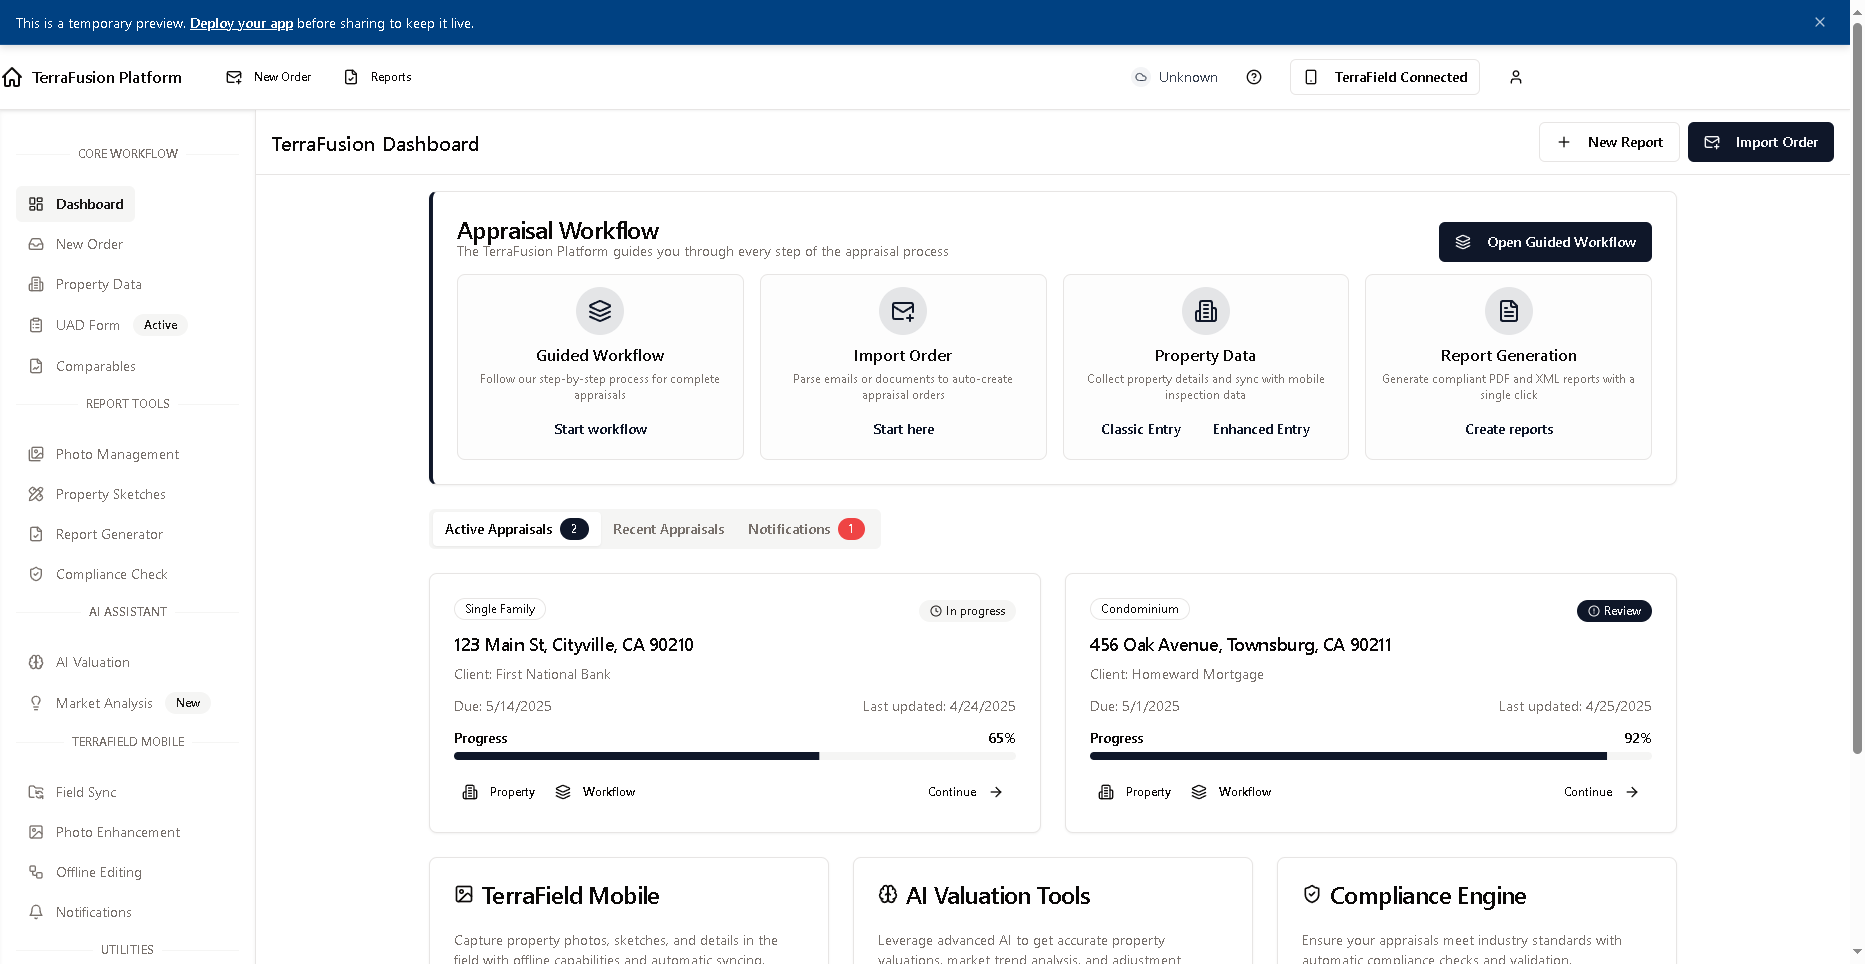 This is a temporary preview. Deploy your app before sharing to keep it live.
TerraFusion Platform
New Order
Reports
Unknown
TerraField Connected
CORE WORKFLOW
Dashboard
New Order
Property Data
UAD Form Active
Comparables
REPORT TOOLS
Photo Management
Property Sketches
Report Generator
Compliance Check
AI ASSISTANT
AI Valuation
Market Analysis New
TERRAFIELD MOBILE
Field Sync
Photo Enhancement
Offline Editing
Notifications
UTILITIES
TerraFusion Dashboard
New Report
Import Order
Appraisal Workflow
The TerraFusion Platform guides you through every step of the appraisal process
Open Guided Workflow
Guided Workflow
Follow our step-by-step process for complete
appraisals
Start workflow
Import Order
Parse emails or documents to auto-create
appraisal orders
Start here
Property Data
Collect property details and sync with mobile
inspection data
Classic Entry Enhanced Entry
Report Generation
Generate compliant PDF and XML reports with a
single click
Create reports
Active Appraisals 2
Recent Appraisals
Notifications 1
Single Family
In progress
123 Main St, Cityville, CA 90210
Client: First National Bank
Due: 5/14/2025 Last updated: 4/24/2025
Progress 65%
Property Workflow Continue
Condominium
Review
456 Oak Avenue, Townsburg, CA 90211
Client: Homeward Mortgage
Due: 5/1/2025 Last updated: 4/25/2025
Progress 92%
Property Workflow Continue
TerraField Mobile
Capture property photos, sketches, and details in the
field with offline capabilities and automatic syncing.
AI Valuation Tools
Leverage advanced AI to get accurate property
valuations, market trend analysis, and adjustment
Compliance Engine
Ensure your appraisals meet industry standards with
automatic compliance checks and validation.